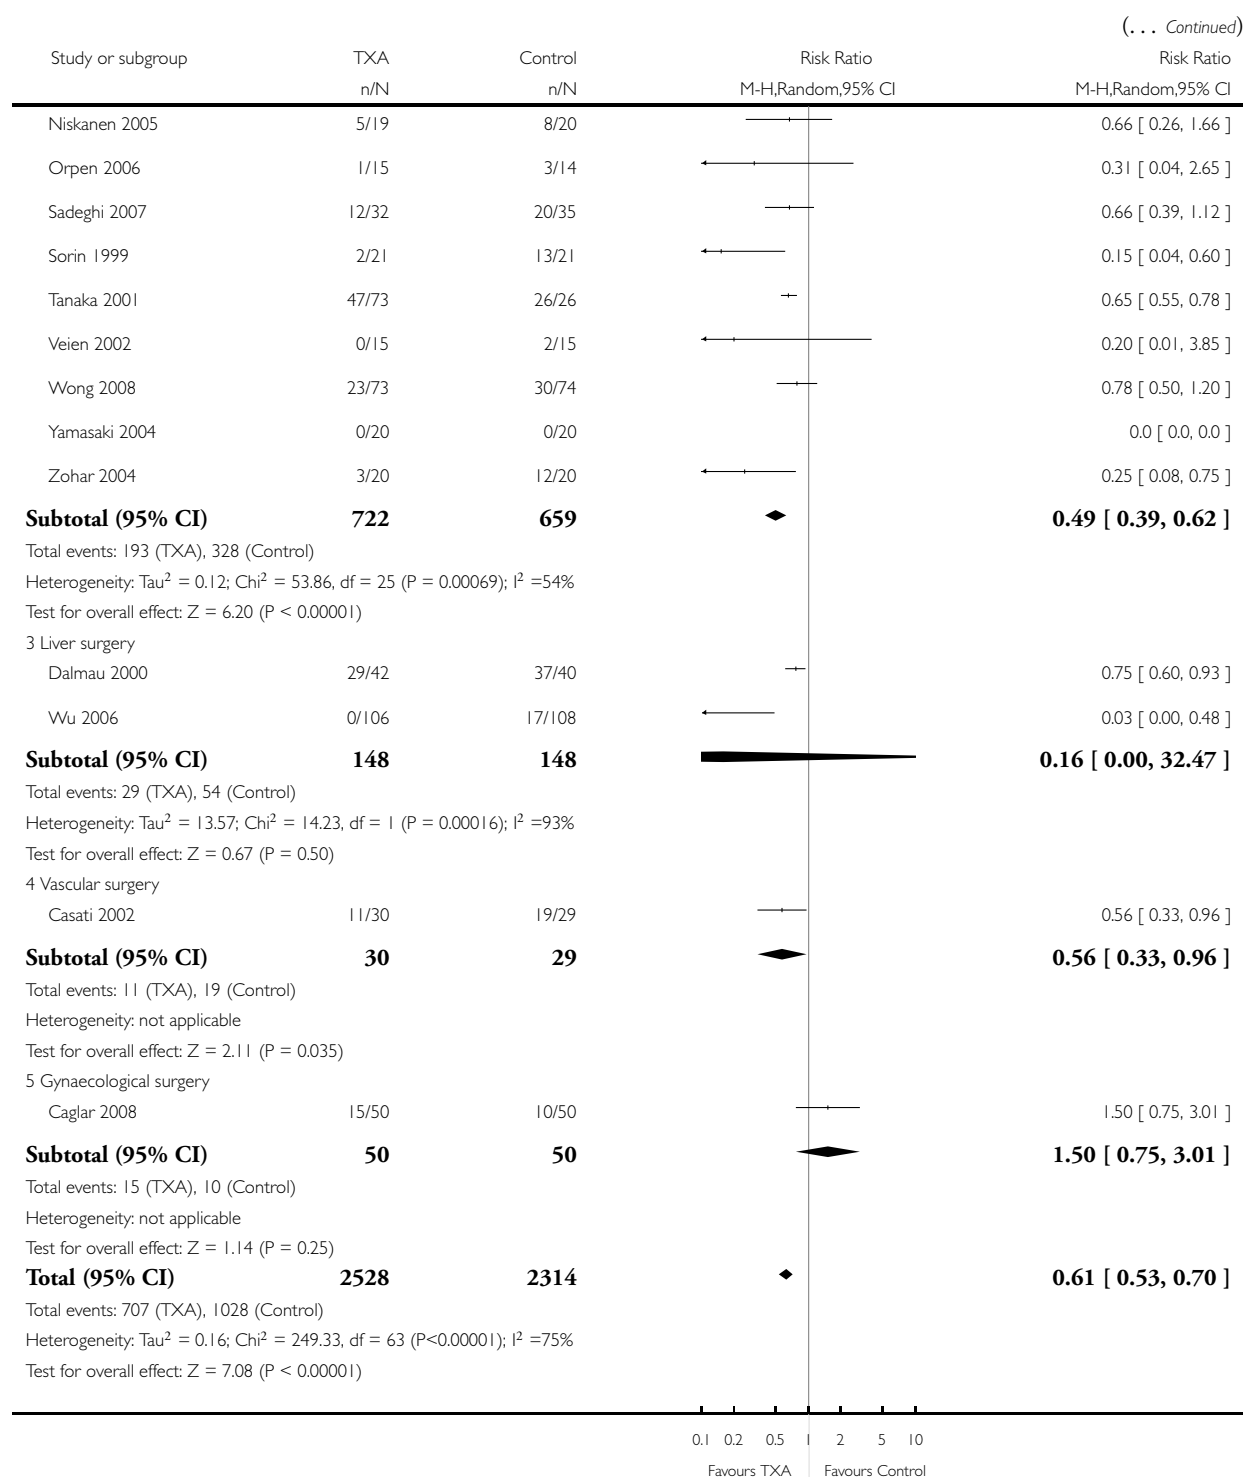 (... Continued)
Study or subgroup TXA Control Risk Ratio Risk Ratio
n/N n/N M-H,Random,95% CI M-H,Random,95% CI
Niskanen 2005 5/19 8/20 0.66 [ 0.26, 1.66 ]
Orpen 2006 1/15 3/14 0.31 [ 0.04, 2.65 ]
Sadeghi 2007 12/32 20/35 0.66 [ 0.39, 1.12 ]
Sorin 1999 2/21 13/21 0.15 [ 0.04, 0.60 ]
Tanaka 2001 47/73 26/26 0.65 [ 0.55, 0.78 ]
Veien 2002 0/15 2/15 0.20 [ 0.01, 3.85 ]
Wong 2008 23/73 30/74 0.78 [ 0.50, 1.20 ]
Yamasaki 2004 0/20 0/20 0.0 [ 0.0, 0.0 ]
Zohar 2004 3/20 12/20 0.25 [ 0.08, 0.75 ]
Subtotal (95% CI) 722 659 0.49 [ 0.39, 0.62 ]
Total events: 193 (TXA), 328 (Control)
Heterogeneity: Tau² = 0.12; Chi² = 53.86, df = 25 (P = 0.00069); I² =54%
Test for overall effect: Z = 6.20 (P < 0.00001)
3 Liver surgery
Dalmau 2000 29/42 37/40 0.75 [ 0.60, 0.93 ]
Wu 2006 0/106 17/108 0.03 [ 0.00, 0.48 ]
Subtotal (95% CI) 148 148 0.16 [ 0.00, 32.47 ]
Total events: 29 (TXA), 54 (Control)
Heterogeneity: Tau² = 13.57; Chi² = 14.23, df = 1 (P = 0.00016); I² =93%
Test for overall effect: Z = 0.67 (P = 0.50)
4 Vascular surgery
Casati 2002 11/30 19/29 0.56 [ 0.33, 0.96 ]
Subtotal (95% CI) 30 29 0.56 [ 0.33, 0.96 ]
Total events: 11 (TXA), 19 (Control)
Heterogeneity: not applicable
Test for overall effect: Z = 2.11 (P = 0.035)
5 Gynaecological surgery
Caglar 2008 15/50 10/50 1.50 [ 0.75, 3.01 ]
Subtotal (95% CI) 50 50 1.50 [ 0.75, 3.01 ]
Total events: 15 (TXA), 10 (Control)
Heterogeneity: not applicable
Test for overall effect: Z = 1.14 (P = 0.25)
Total (95% CI) 2528 2314 0.61 [ 0.53, 0.70 ]
Total events: 707 (TXA), 1028 (Control)
Heterogeneity: Tau² = 0.16; Chi² = 249.33, df = 63 (P<0.00001); I² =75%
Test for overall effect: Z = 7.08 (P < 0.00001)
0.1 0.2 0.5 1 2 5 10
Favours TXA Favours Control